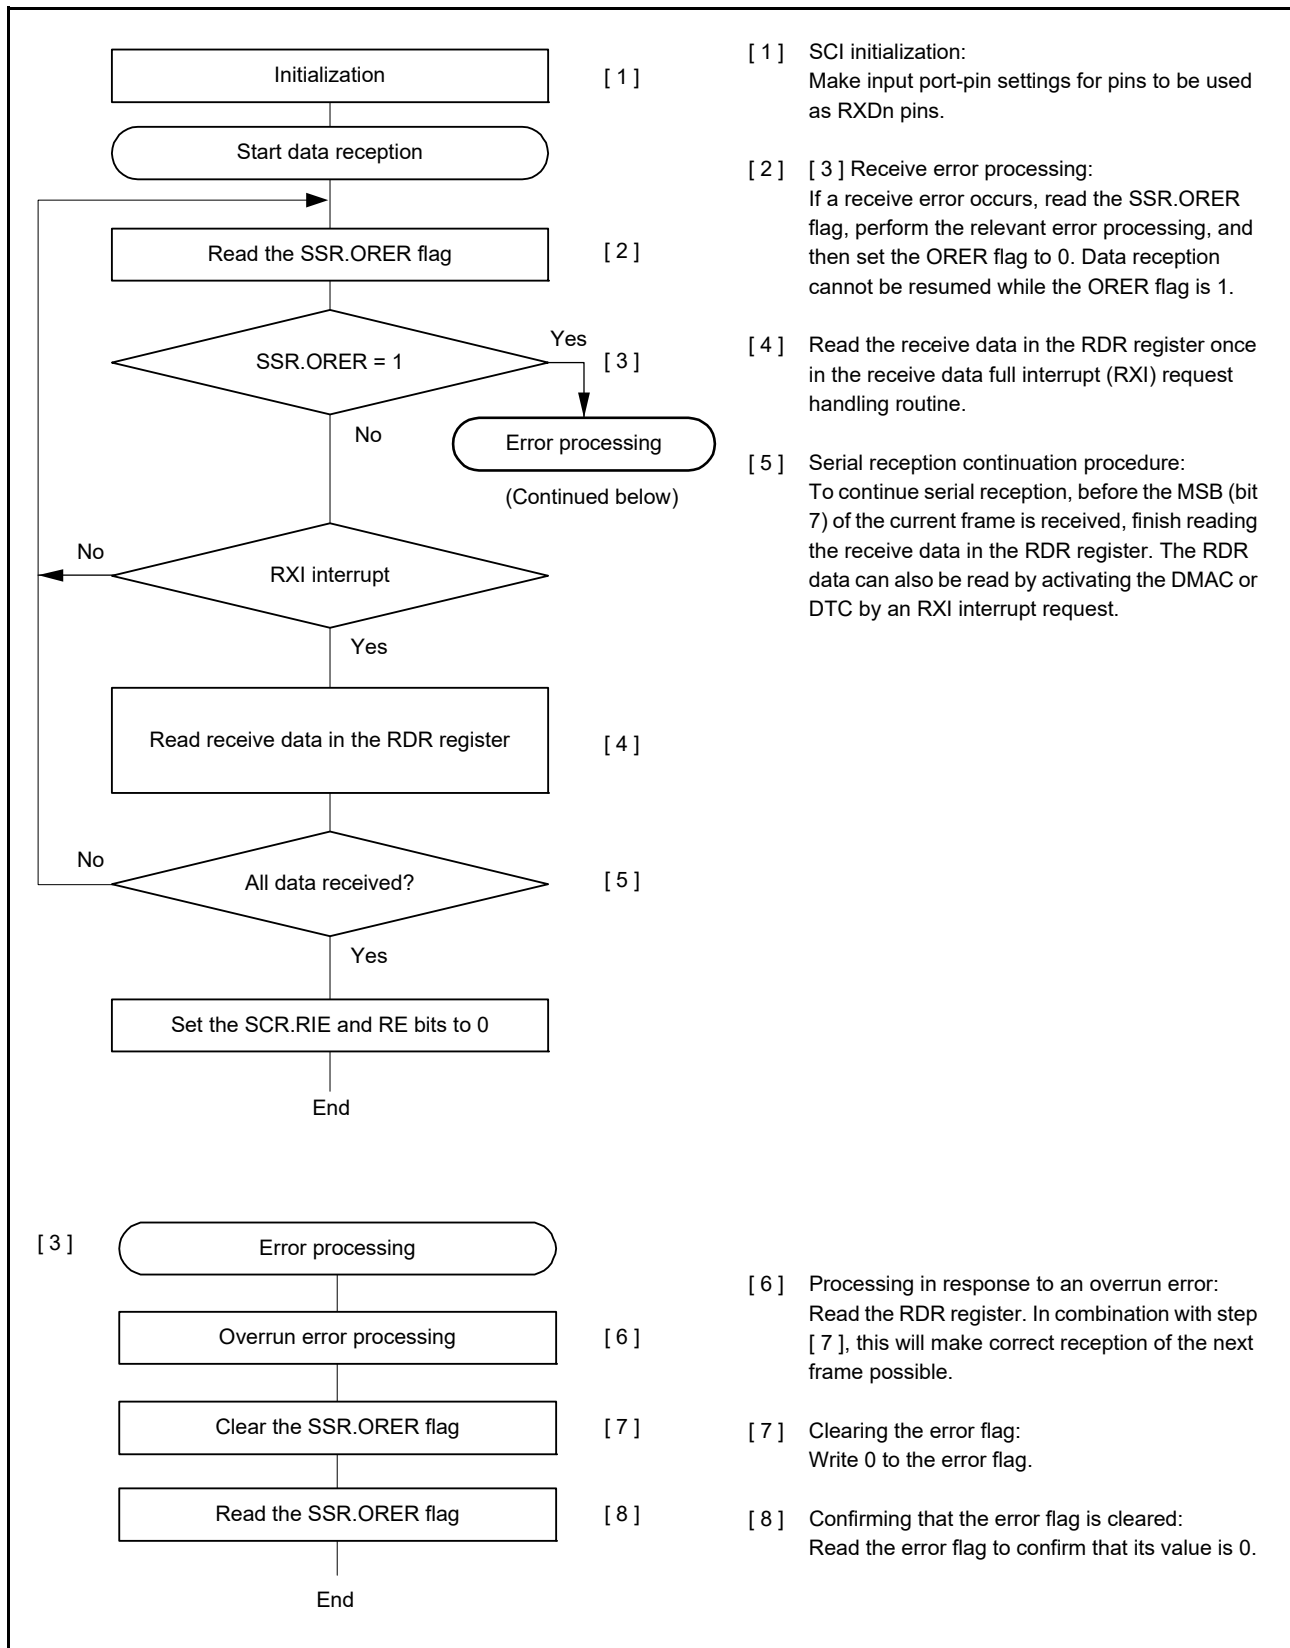 Initialization
[ 1 ]
Start data reception
Read the SSR.ORER flag
[ 2 ]
SSR.ORER = 1
Yes
[ 3 ]
No
Error processing
(Continued below)
No
RXI interrupt
Yes
Read receive data in the RDR register
[ 4 ]
No
All data received?
[ 5 ]
Yes
Set the SCR.RIE and RE bits to 0
End
[ 1 ] SCI initialization:
Make input port-pin settings for pins to be used
as RXDn pins.
[ 2 ] [ 3 ] Receive error processing:
If a receive error occurs, read the SSR.ORER
flag, perform the relevant error processing, and
then set the ORER flag to 0. Data reception
cannot be resumed while the ORER flag is 1.
[ 4 ] Read the receive data in the RDR register once
in the receive data full interrupt (RXI) request
handling routine.
[ 5 ] Serial reception continuation procedure:
To continue serial reception, before the MSB (bit
7) of the current frame is received, finish reading
the receive data in the RDR register. The RDR
data can also be read by activating the DMAC or
DTC by an RXI interrupt request.
[ 3 ]
Error processing
Overrun error processing
[ 6 ]
Clear the SSR.ORER flag
[ 7 ]
Read the SSR.ORER flag
[ 8 ]
End
[ 6 ] Processing in response to an overrun error:
Read the RDR register. In combination with step
[ 7 ], this will make correct reception of the next
frame possible.
[ 7 ] Clearing the error flag:
Write 0 to the error flag.
[ 8 ] Confirming that the error flag is cleared:
Read the error flag to confirm that its value is 0.